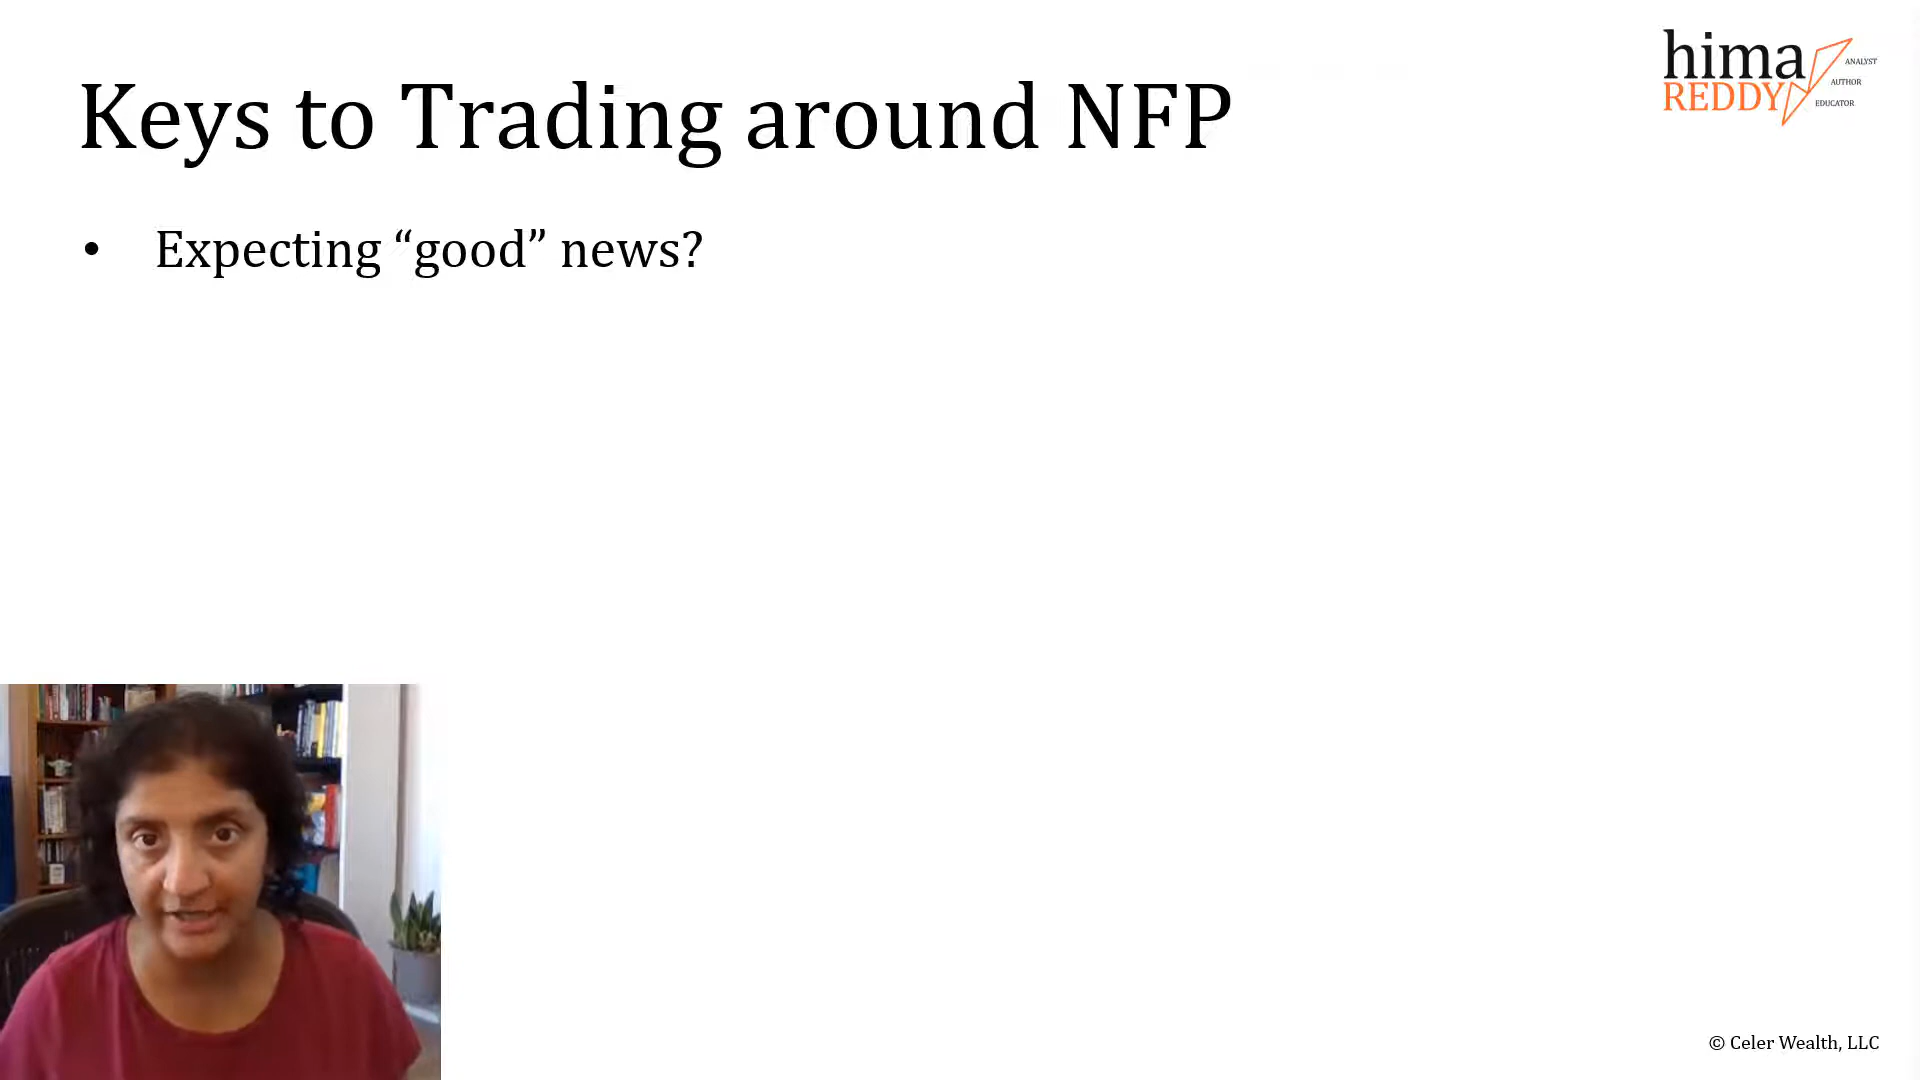 Keys to Trading around NFP
hima
REDDY
ANALYST
AUTHOR
EDUCATOR
• Expecting “good” news?
© Celer Wealth, LLC